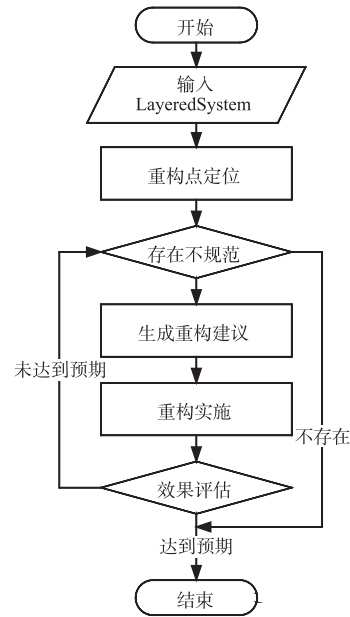 开始
输入
LayeredSystem
重构点定位
存在不规范
生成重构建议
未达到预期
重构实施
不存在
效果评估
达到预期
结束